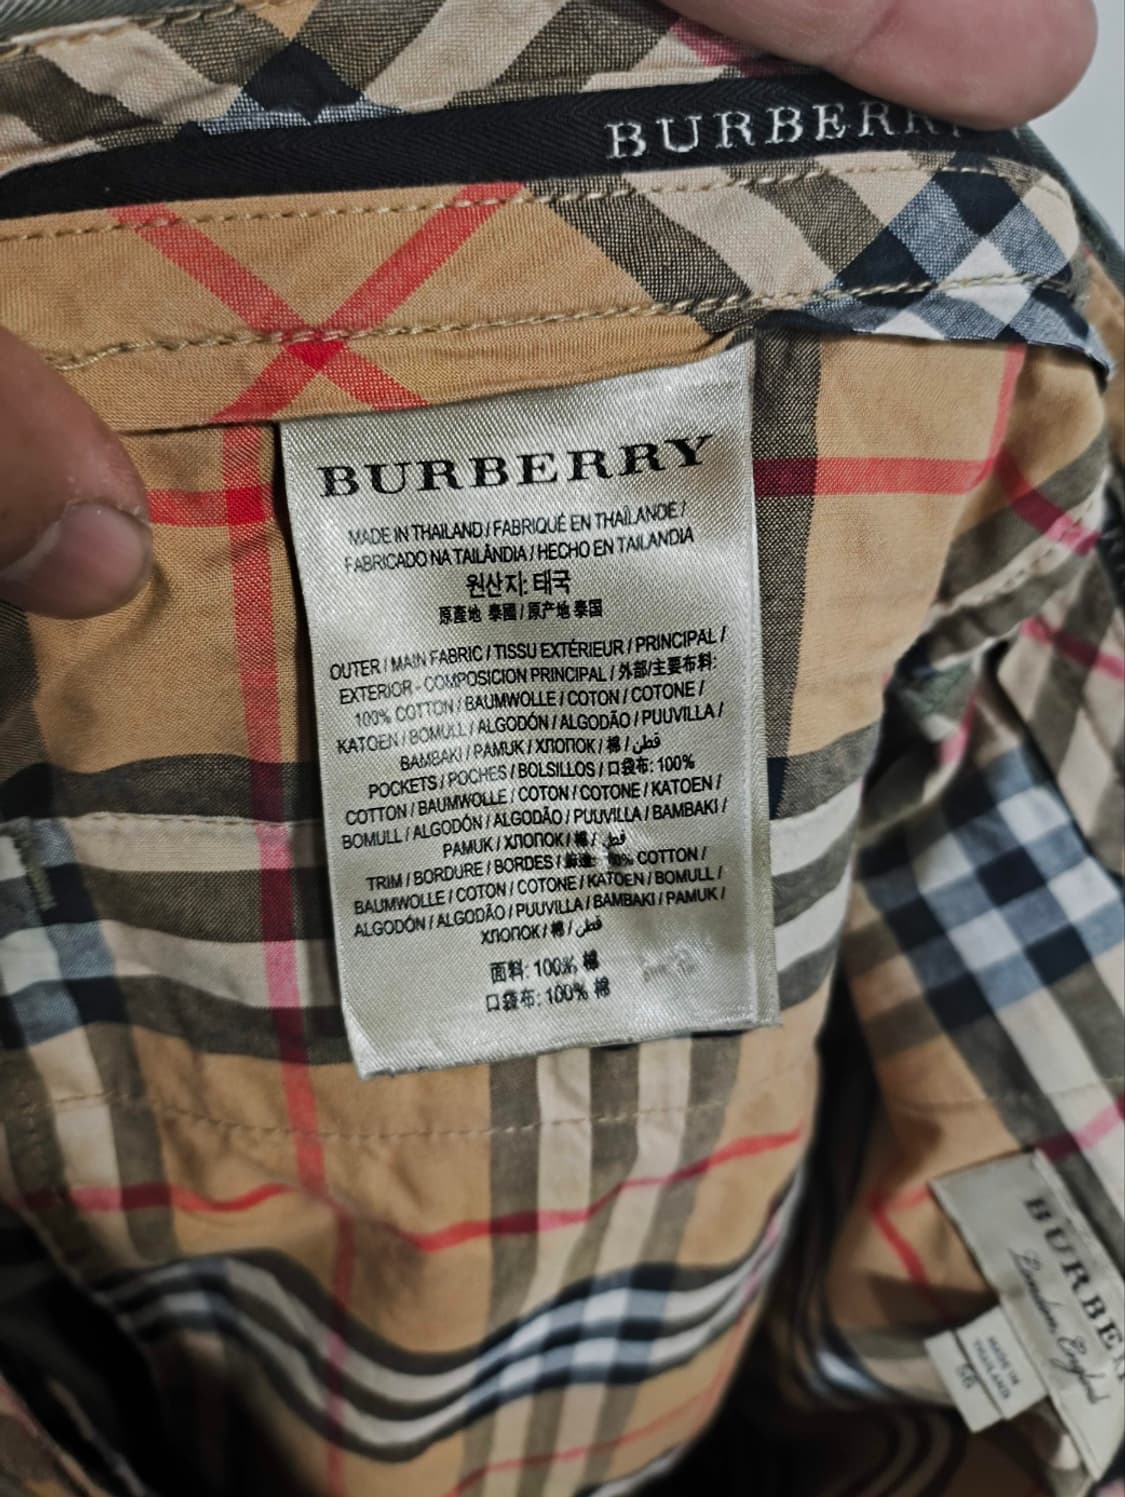 BURBERRY
BURBERRY
MADE IN THAILAND / FABRIQUÉ EN THAÏLANDE /
FABRICADO NA TAILÂNDIA / HECHO EN TAILANDIA
원산지: 태국
原產地 泰國 / 原产地 泰国
OUTER / MAIN FABRIC / TISSU EXTÉRIEUR / PRINCIPAL /
EXTERIOR - COMPOSICION PRINCIPAL / 外部/主要布料:
100% COTTON / BAUMWOLLE / COTON / COTONE /
KATOEN / BOMULL / ALGODÓN / ALGODÃO / PUUVILLA /
BAMBAKI / PAMUK / ХЛОПОК / 棉 / قطن
POCKETS / POCHES / BOLSILLOS / 口袋布: 100%
COTTON / BAUMWOLLE / COTON / COTONE / KATOEN /
BOMULL / ALGODÓN / ALGODÃO / PUUVILLA / BAMBAKI /
PAMUK / ХЛОПОК / 棉 / قطن
TRIM / BORDURE / BORDES / COTTON /
BAUMWOLLE / COTON / COTONE / KATOEN / BOMULL /
ALGODÓN / ALGODÃO / PUUVILLA / BAMBAKI / PAMUK /
ХЛОПОК / 棉 / قطن
面料: 100% 棉
口袋布: 100% 棉
BURBE
London, England
MADE IN
THAILAND